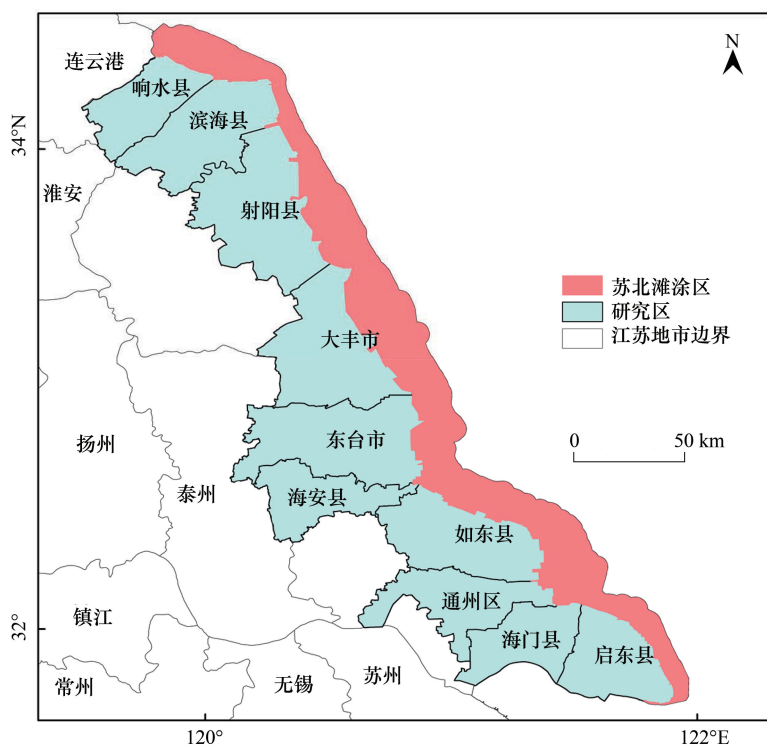 N
连云港
响水县
滨海县
34°N
淮安
射阳县
苏北滩涂区
研究区
江苏地市边界
大丰市
扬州
东台市
0 50 km
泰州
海安县
如东县
通州区
镇江
32°
海门县
启东县
苏州
常州
无锡
120° 122°E